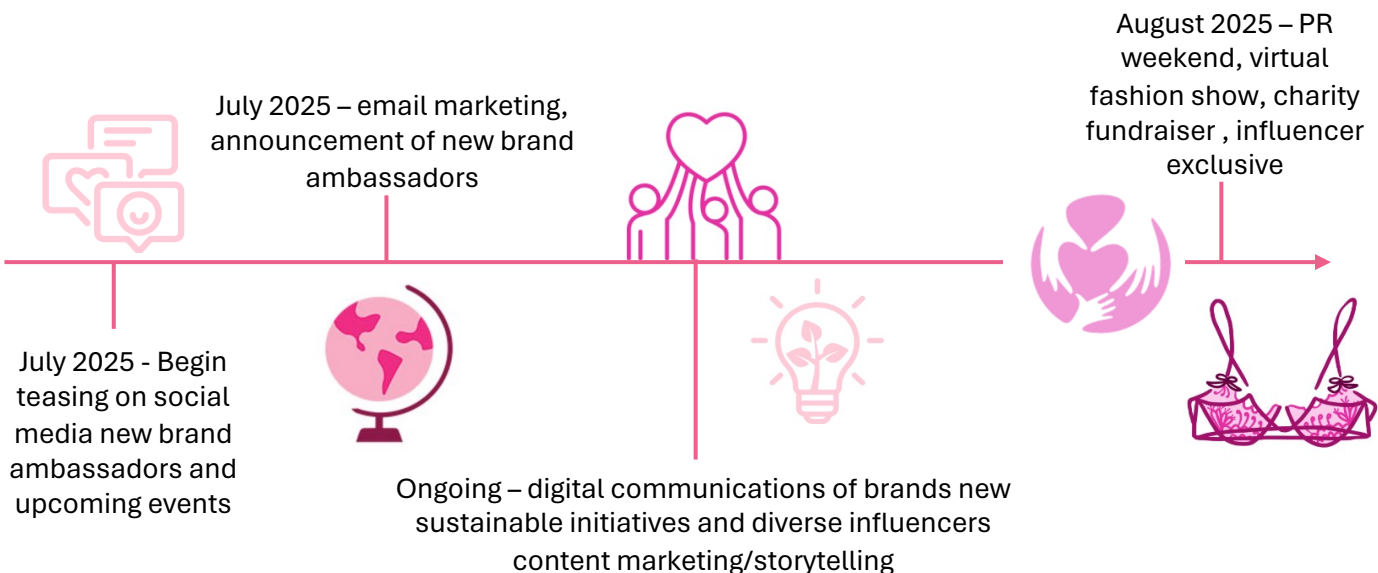 July 2025 - Begin
teasing on social
media new brand
ambassadors and
upcoming events
July 2025 – email marketing,
announcement of new brand
ambassadors
Ongoing – digital communications of brands new
sustainable initiatives and diverse influencers
content marketing/storytelling
August 2025 – PR
weekend, virtual
fashion show, charity
fundraiser , influencer
exclusive